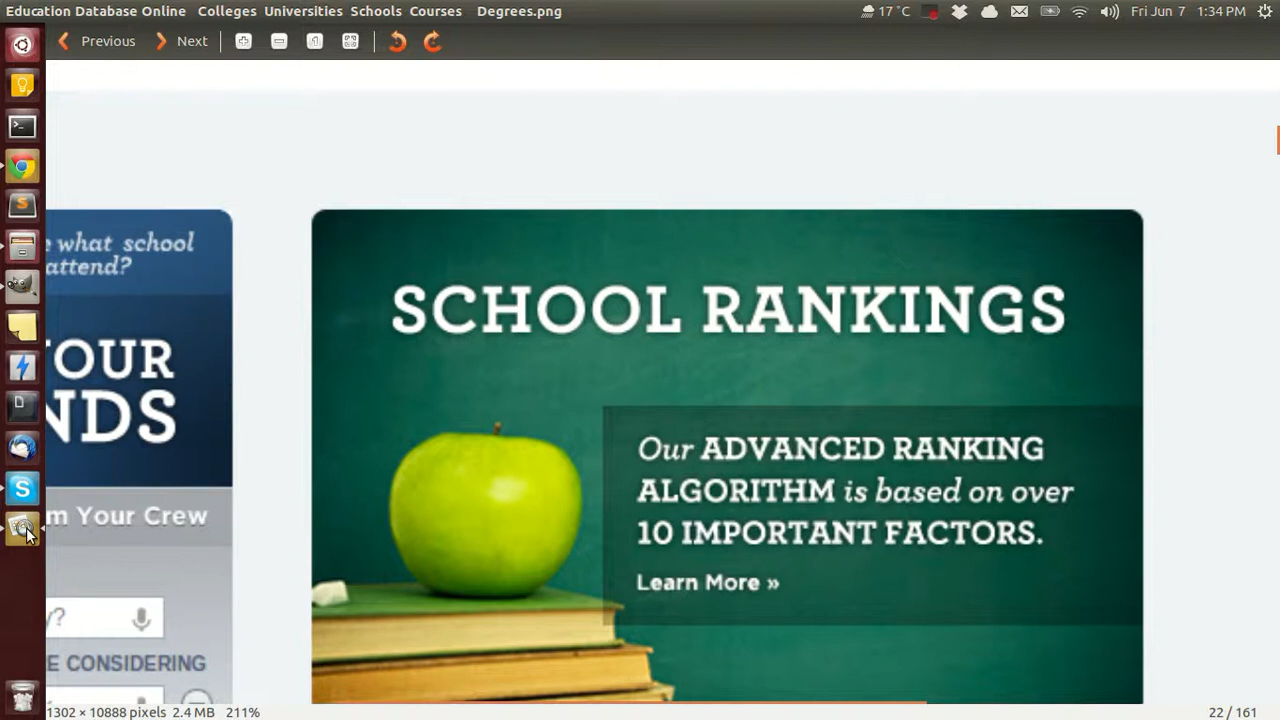 Education Database Online   Colleges  Universities  Schools  Courses   Degrees.png
17 °C
Fri Jun 7
1:34 PM
Previous
Next
what school
attend?
OUR
NDS
m Your Crew
y?
E CONSIDERING
SCHOOL RANKINGS
Our ADVANCED RANKING
ALGORITHM is based on over
10 IMPORTANT FACTORS.
Learn More »
1302 × 10888 pixels  2.4 MB   211%
22 / 161